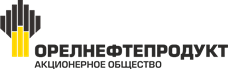 ОРЕЛНЕФТЕПРОДУКТ
АКЦИОНЕРНОЕ ОБЩЕСТВО